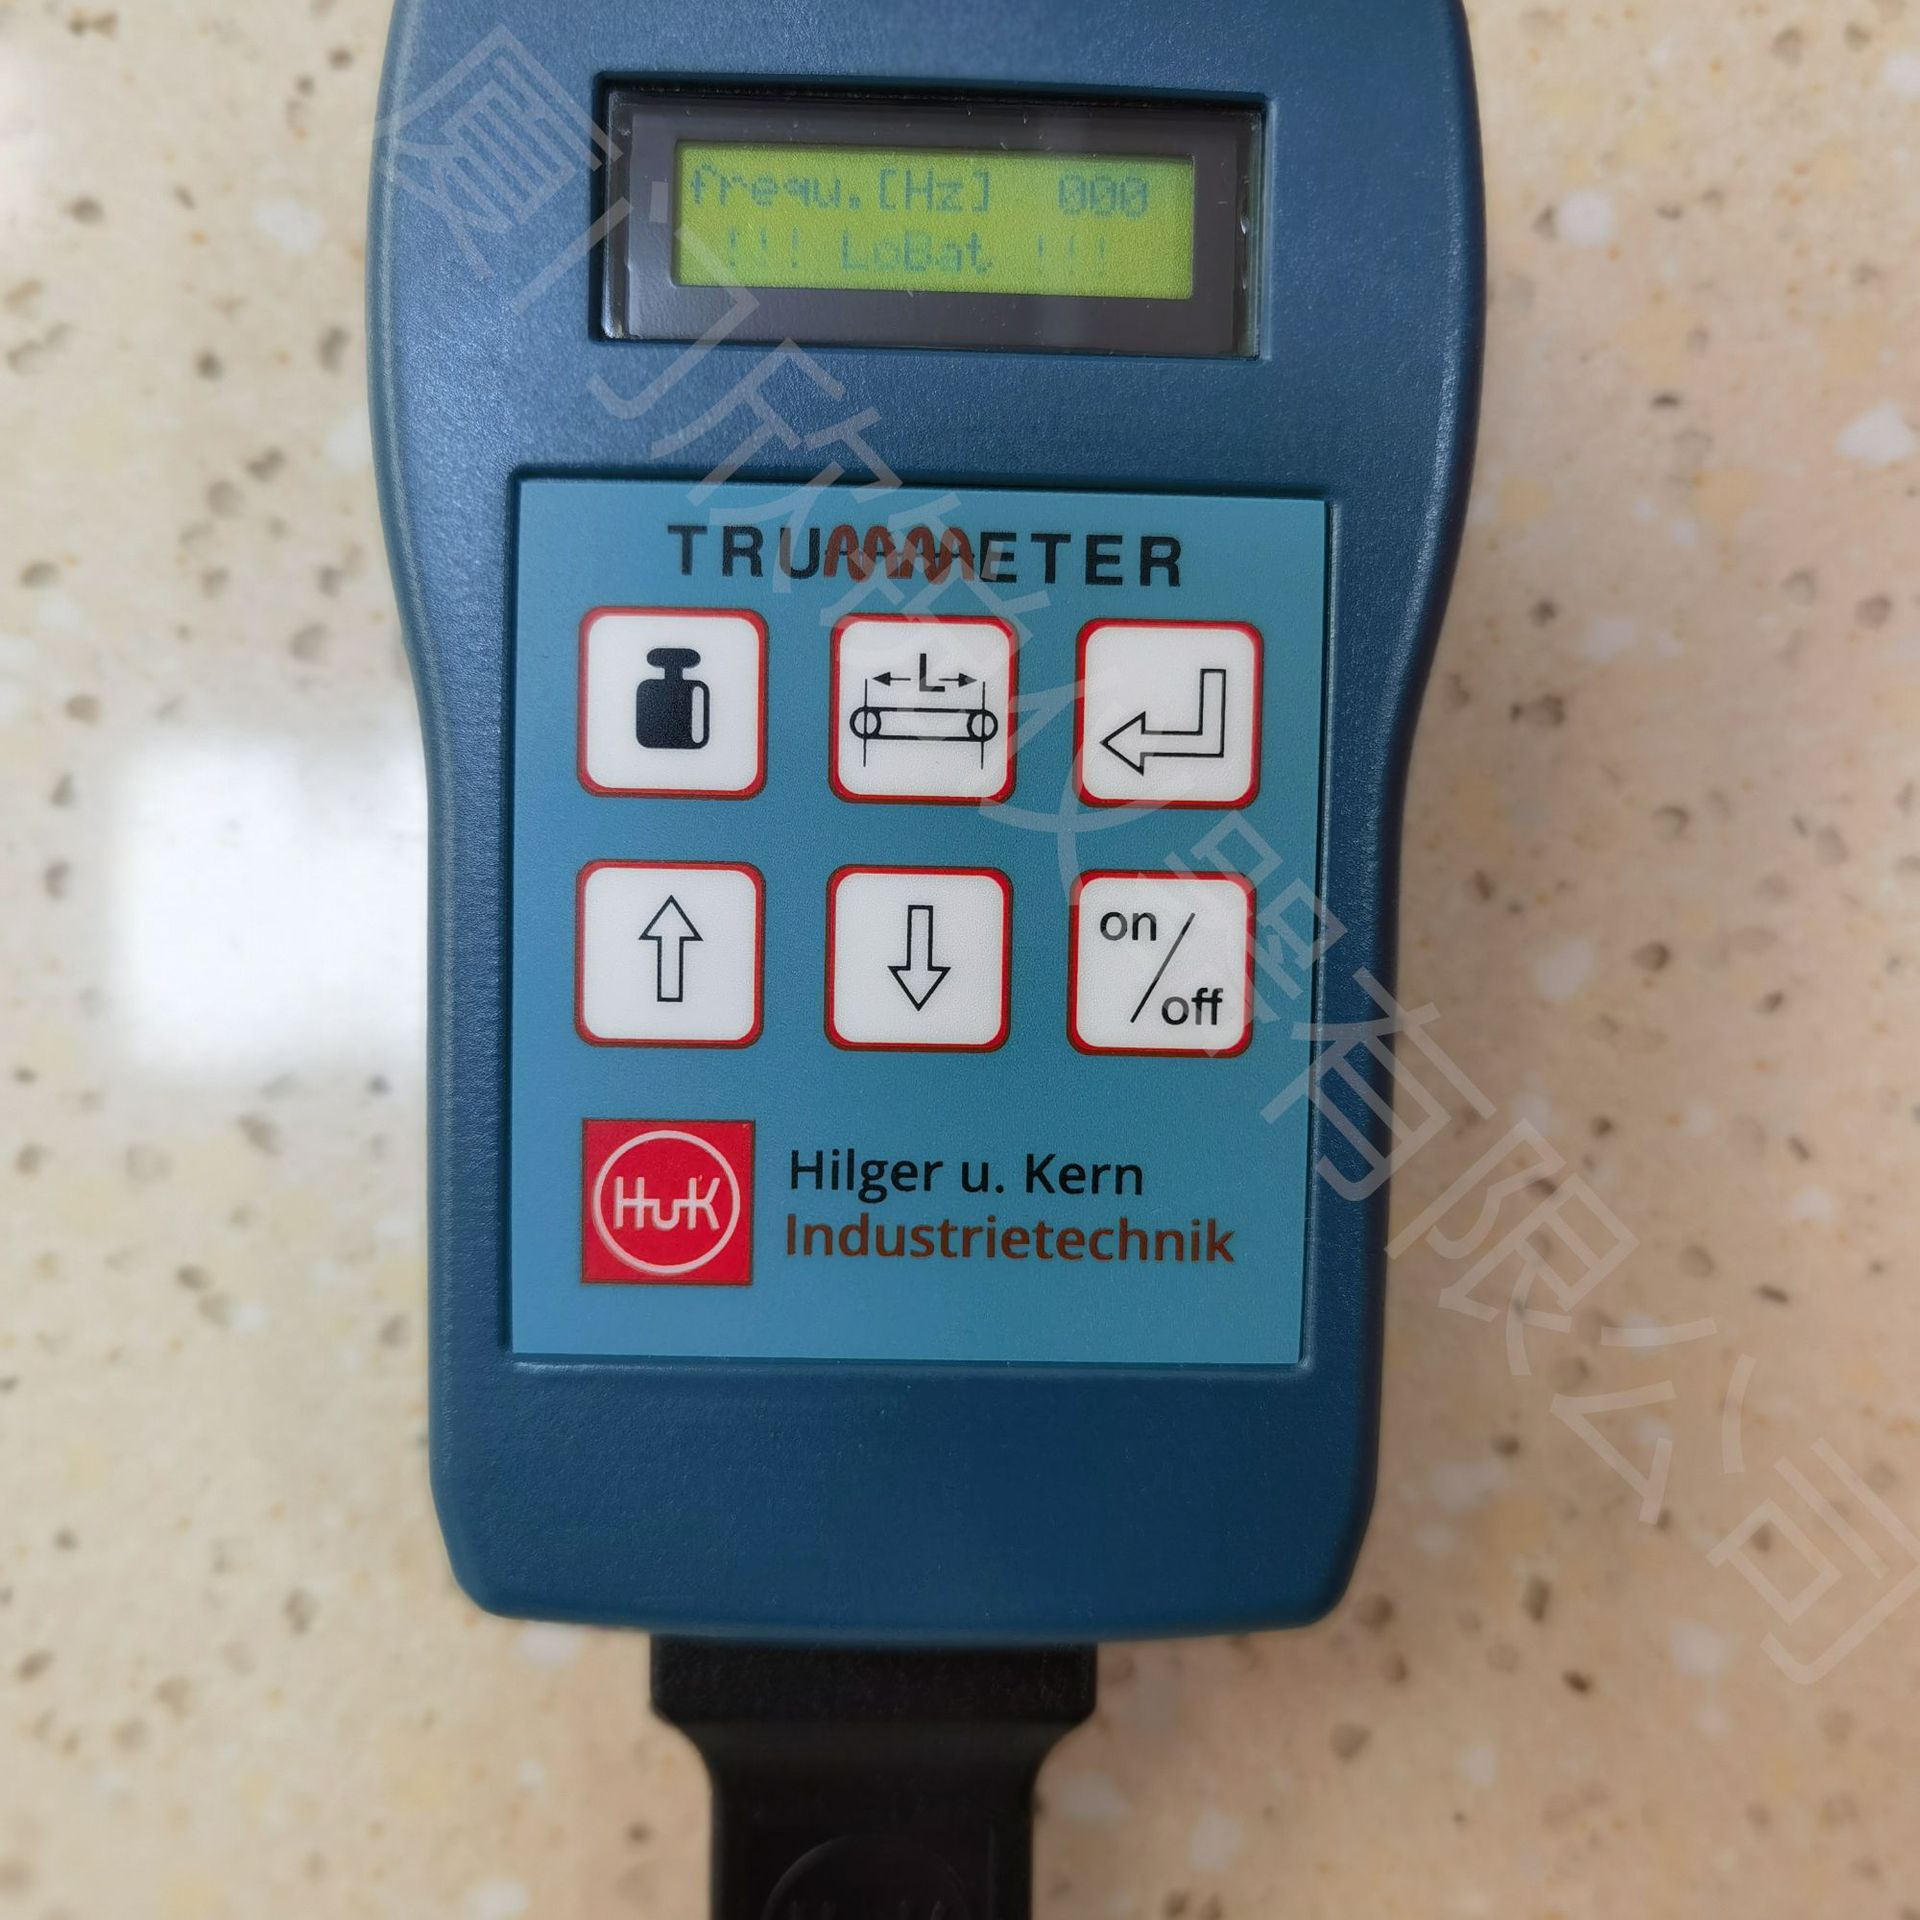 frequ.[Hz] 000
!!! LoBat !!!
TRUMMETER
L
on/off
HuK
Hilger u. Kern
Industrietechnik